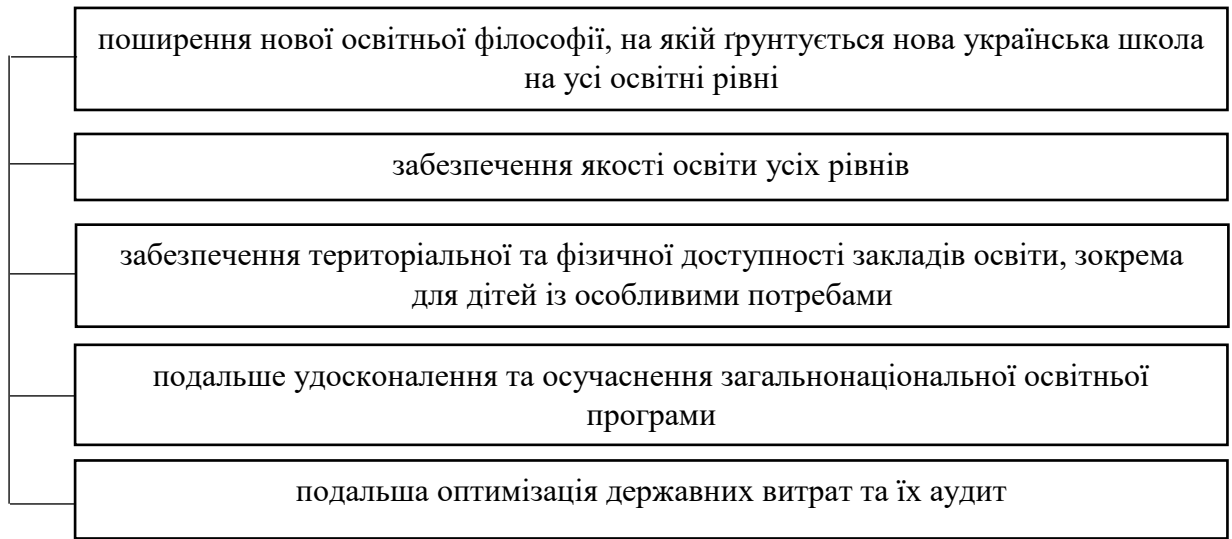 поширення нової освітньої філософії, на якій ґрунтується нова українська школа
на усі освітні рівні
забезпечення якості освіти усіх рівнів
забезпечення територіальної та фізичної доступності закладів освіти, зокрема
для дітей із особливими потребами
подальше удосконалення та осучаснення загальнонаціональної освітньої
програми
подальша оптимізація державних витрат та їх аудит